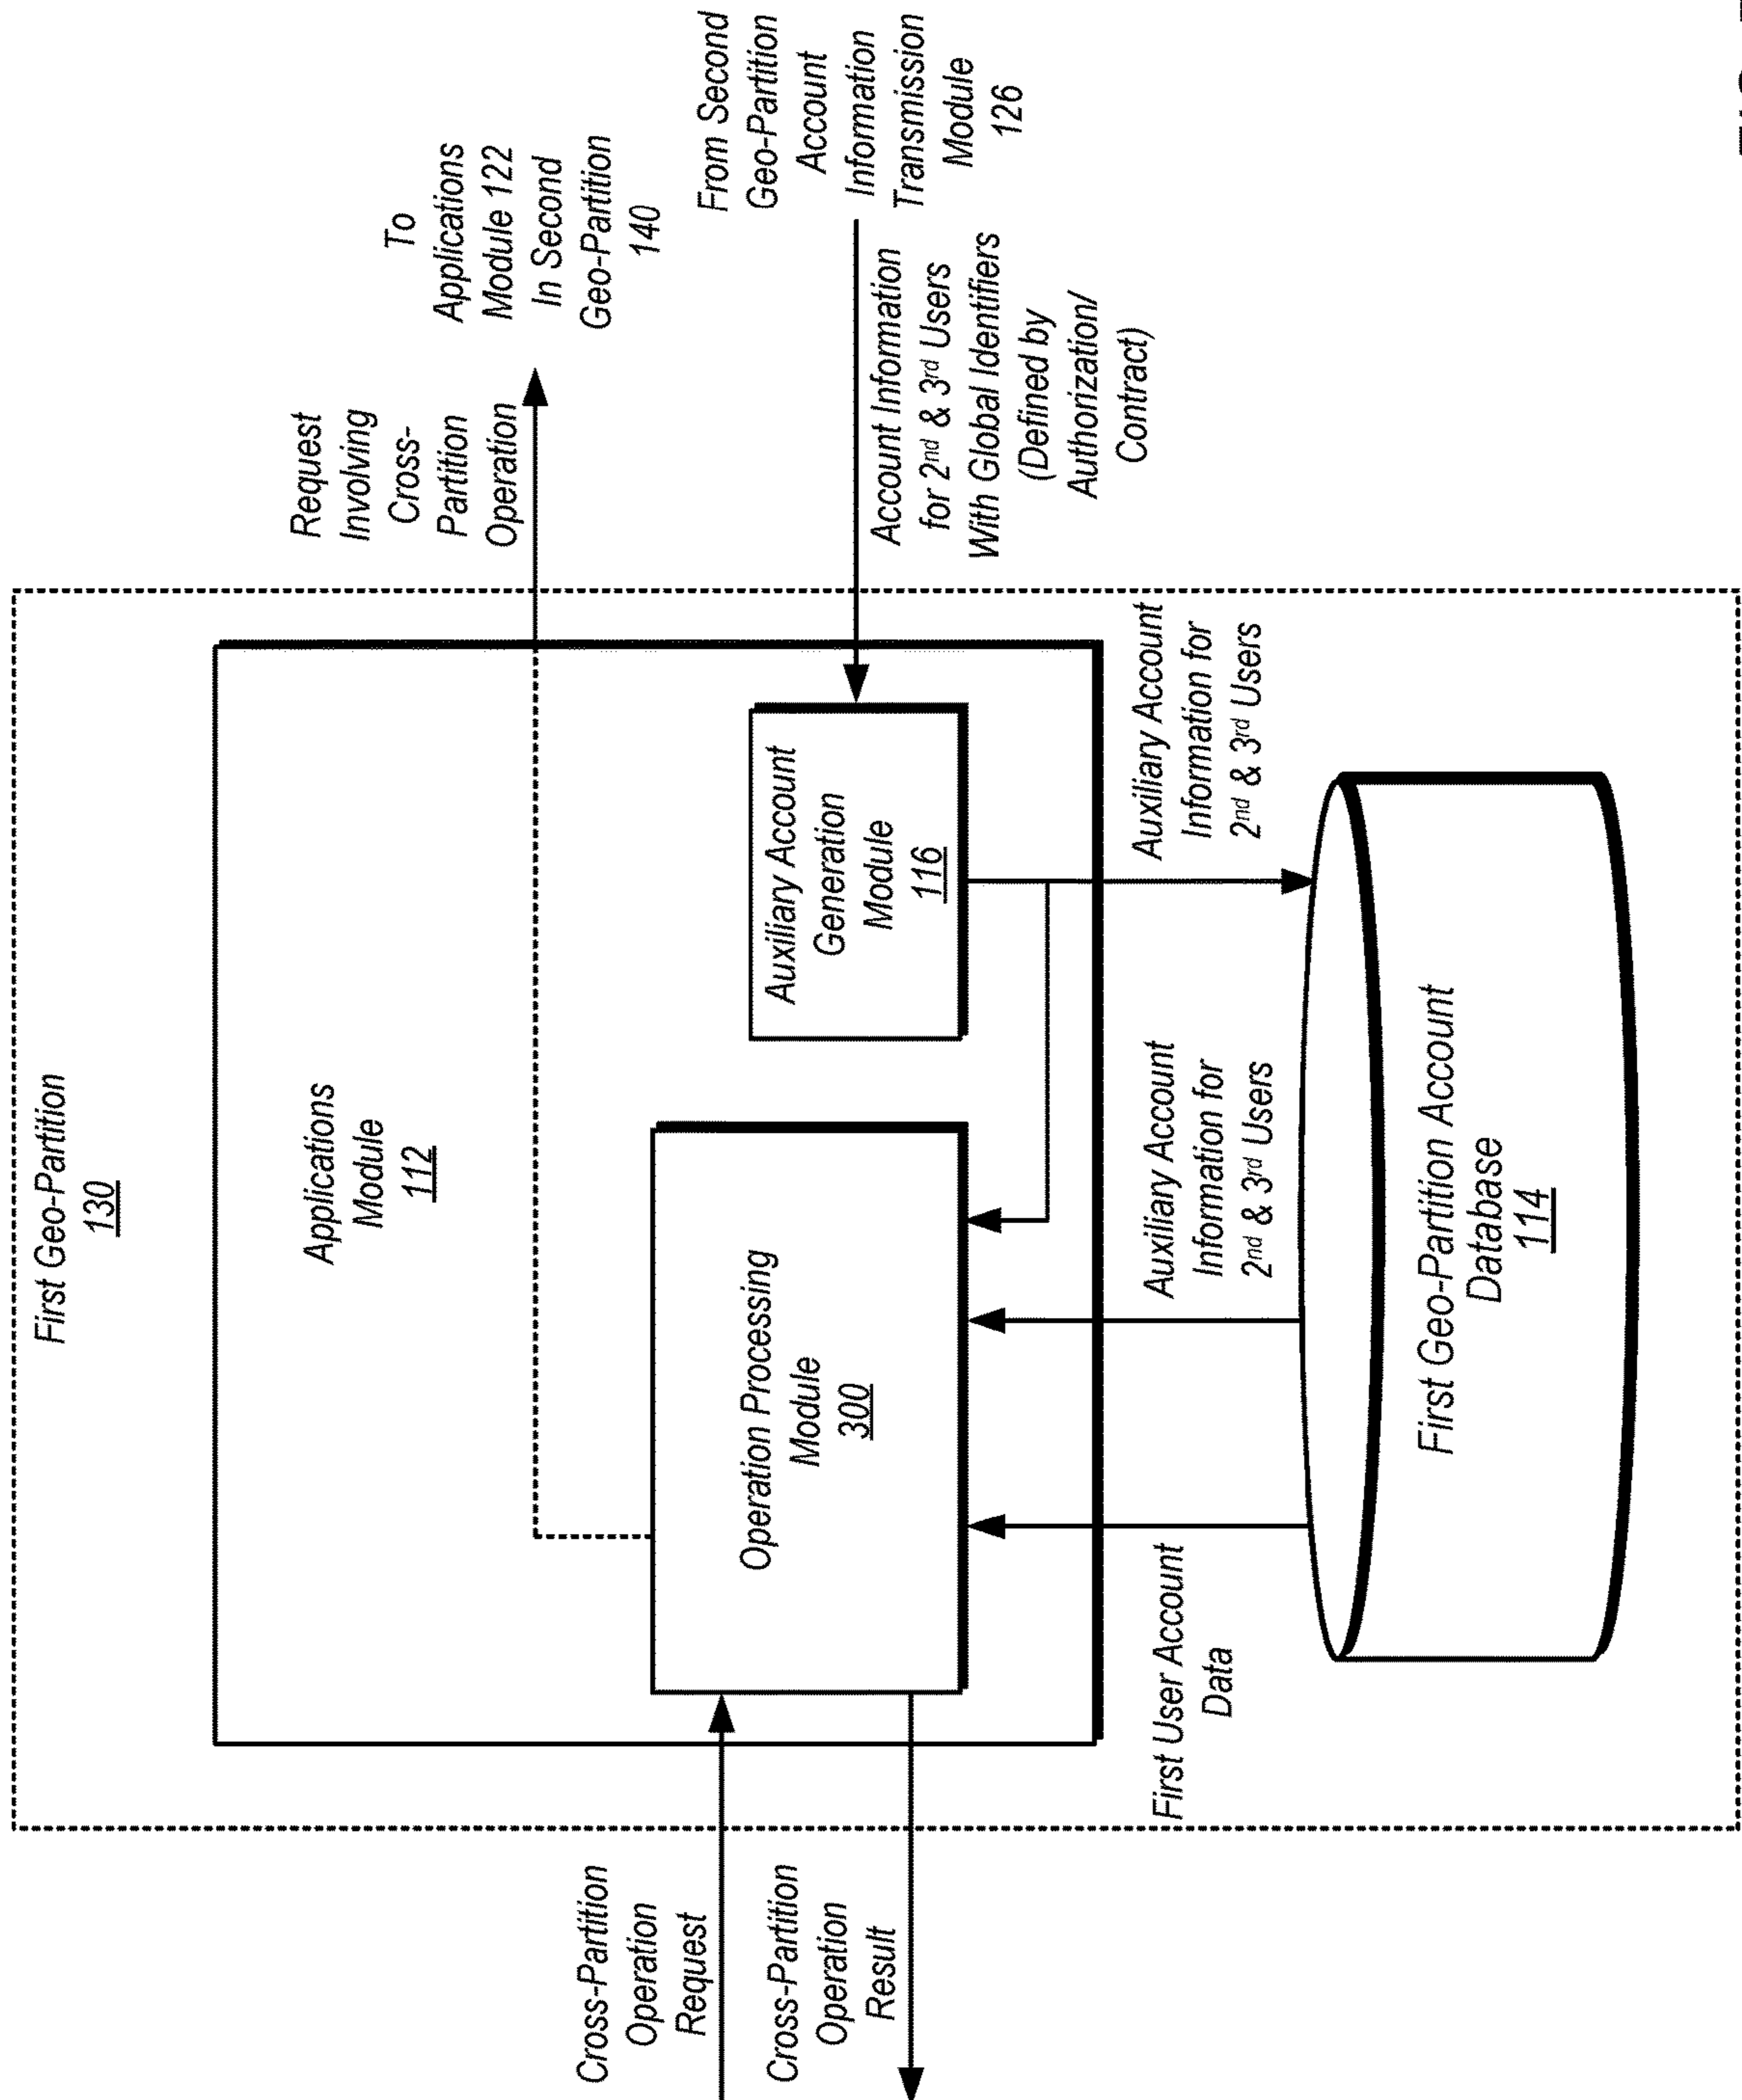 First Geo-Partition
130
Applications
Module
112
Request
Involving
Cross-
Partition
Operation
To
Applications
Module 122
In Second
Geo-Partition
140
Cross-Partition
Operation
Request
Cross-Partition
Operation
Result
Operation Processing
Module
300
Auxiliary Account
Generation
Module
116
From Second
Geo-Partition
Account
Information
Transmission
Module
126
Account Information
for 2nd & 3rd Users
With Global Identifiers
(Defined by
Authorization/
Contract)
First User Account
Data
Auxiliary Account
Information for
2nd & 3rd Users
Auxiliary Account
Information for
2nd & 3rd Users
First Geo-Partition Account
Database
114